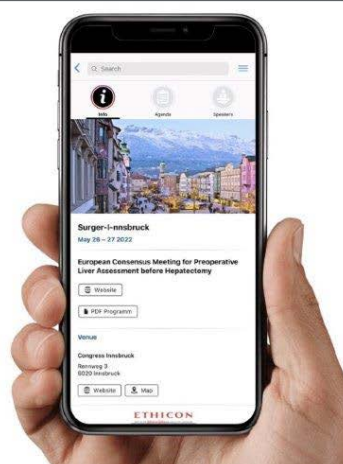 Search
Info
Agenda
Speakers
Surger-i-nnsbruck
May 26 – 27 2022
European Consensus Meeting for Preoperative
Liver Assessment before Hepatectomy
Website
PDF Programm
Venue
Congress Innsbruck
Rennweg 3
6020 Innsbruck
Website
Map
ETHICON